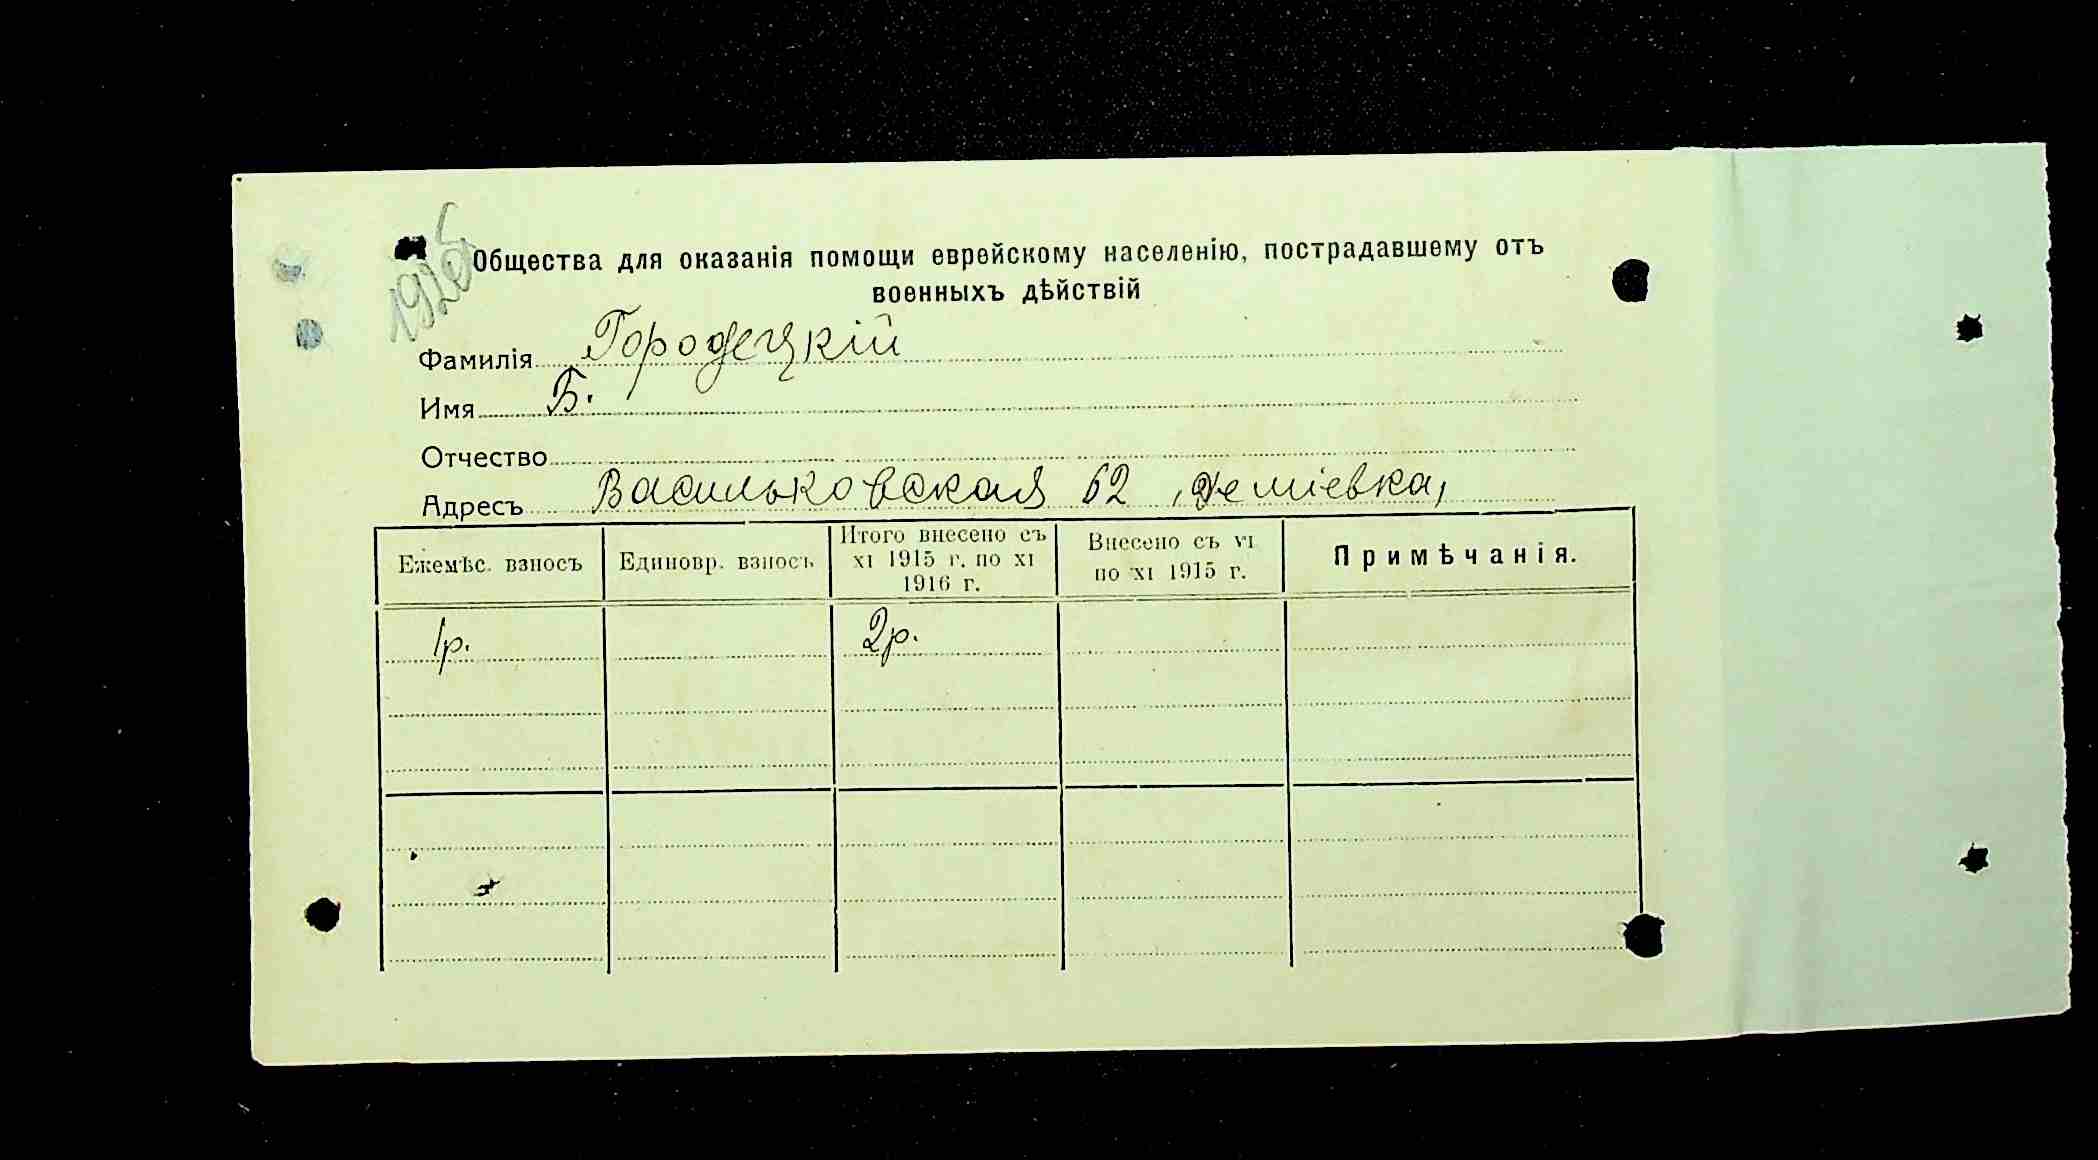 Общества для оказанія помощи еврейскому населенію, пострадавшему отъ
военныхъ дѣйствій
Фамилія Городецкій
Имя Б.
Отчество
Адресъ Васильковская 62, Деміевка,
Ежемѣс. взносъ
Единовр. взносъ
Итого внесено съ
XI 1915 г. по XI
1916 г.
Внесено съ VI
по XI 1915 г.
Примѣчанія.
1р.
2р.